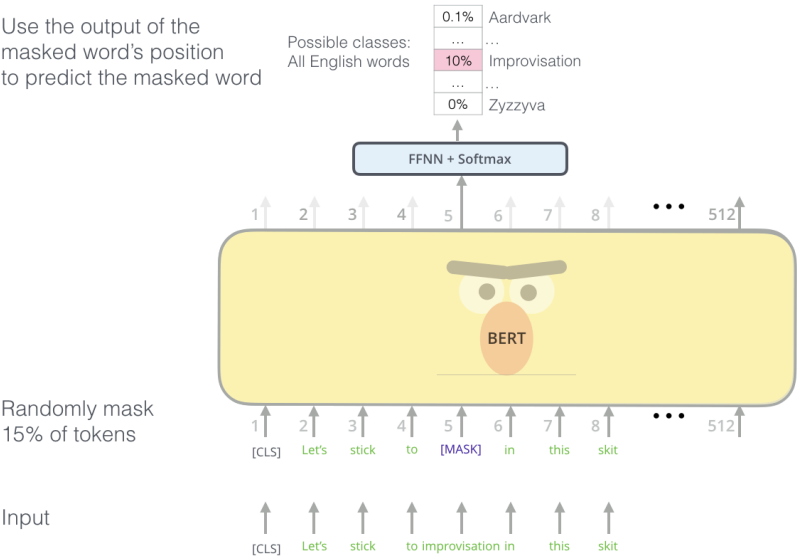 Use the output of the
masked word's position
to predict the masked word
Possible classes:
All English words
0.1% Aardvark
... ...
10% Improvisation
... ...
0% Zyzzyva
FFNN + Softmax
1 2 3 4 5 6 7 8 ••• 512
BERT
Randomly mask
15% of tokens
1 2 3 4 5 6 7 8 ••• 512
[CLS] Let's stick to [MASK] in this skit
Input
[CLS] Let's stick to improvisation in this skit